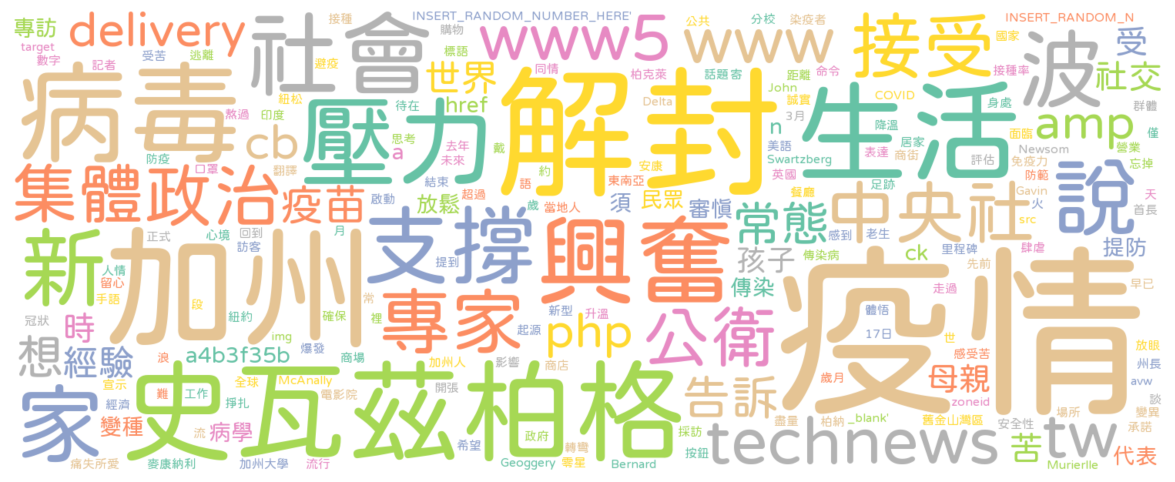 專訪
delivery
社會
接種
INSERT_RANDOM_NUMBER_HERE'
購物
www5
www
公共
分校
染疫者
接受
INSERT_RANDOM_N
國家
波
受
target
數字
記者
受苦
逃離
避疫
世界
標語
同情
柏克萊
話題寄
距離
命令
接種率
社交
病毒
壓力
href
解封
Delta
John
3月
誠實
COVID
生活
身處
群體
cb
紐松
熬過
印度
待在
思考
a
去年
未來
戴
n
美語
Swartzberg
降溫
表達
居家
商街
面臨
Newsom
amp
僅
營業
忘掉
防疫
口罩
翻譯
集體政治
疫苗
結束
超過
放鬆
語
歲
約
安康
東南亞
當地人
須
民眾
審慎
英國
餐廳
足跡
評估
免疫力
防範
Gavin
火
說
天
首長
啟動
新
加州
正式
心境
回到
訪客
月
支撐
提到
興奮
常態
孩子
傳染
感到
老生
中央社
傳染病
ck
里程碑
src
肆虐
提防
人情
留心
手語
段
紐約
img
常
確保
裡
專家
新型
起源
升溫
php
公衛
體悟
17日
疫情
先前
走過
早已
世
感受苦
放眼
州長
冠狀
時
想
經驗
a4b3f35b
爆發
商場
浪
加州人
影響
商店
家
宣示
經濟
變種
難
工作
全球
McAnally
掙扎
電影院
開張
史瓦茲柏格
告訴
歲月
母親
zoneid
avw
談
變異
承諾
場所
流
病學
採訪
希望
政府
轉彎
零星
按鈕
盡量
柏納
_blank'
舊金山灣區
安全性
technews
tw
苦
代表
痛失所愛
麥康納利
加州大學
流行
Geoggery
Bernard
Murierlle